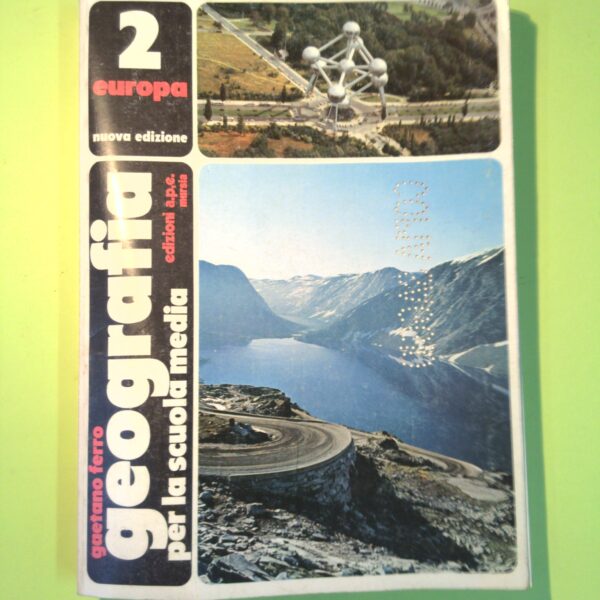 2
europa
nuova edizione
gaetano ferro
geografia
per la scuola media
edizioni a.p.e.
mursia